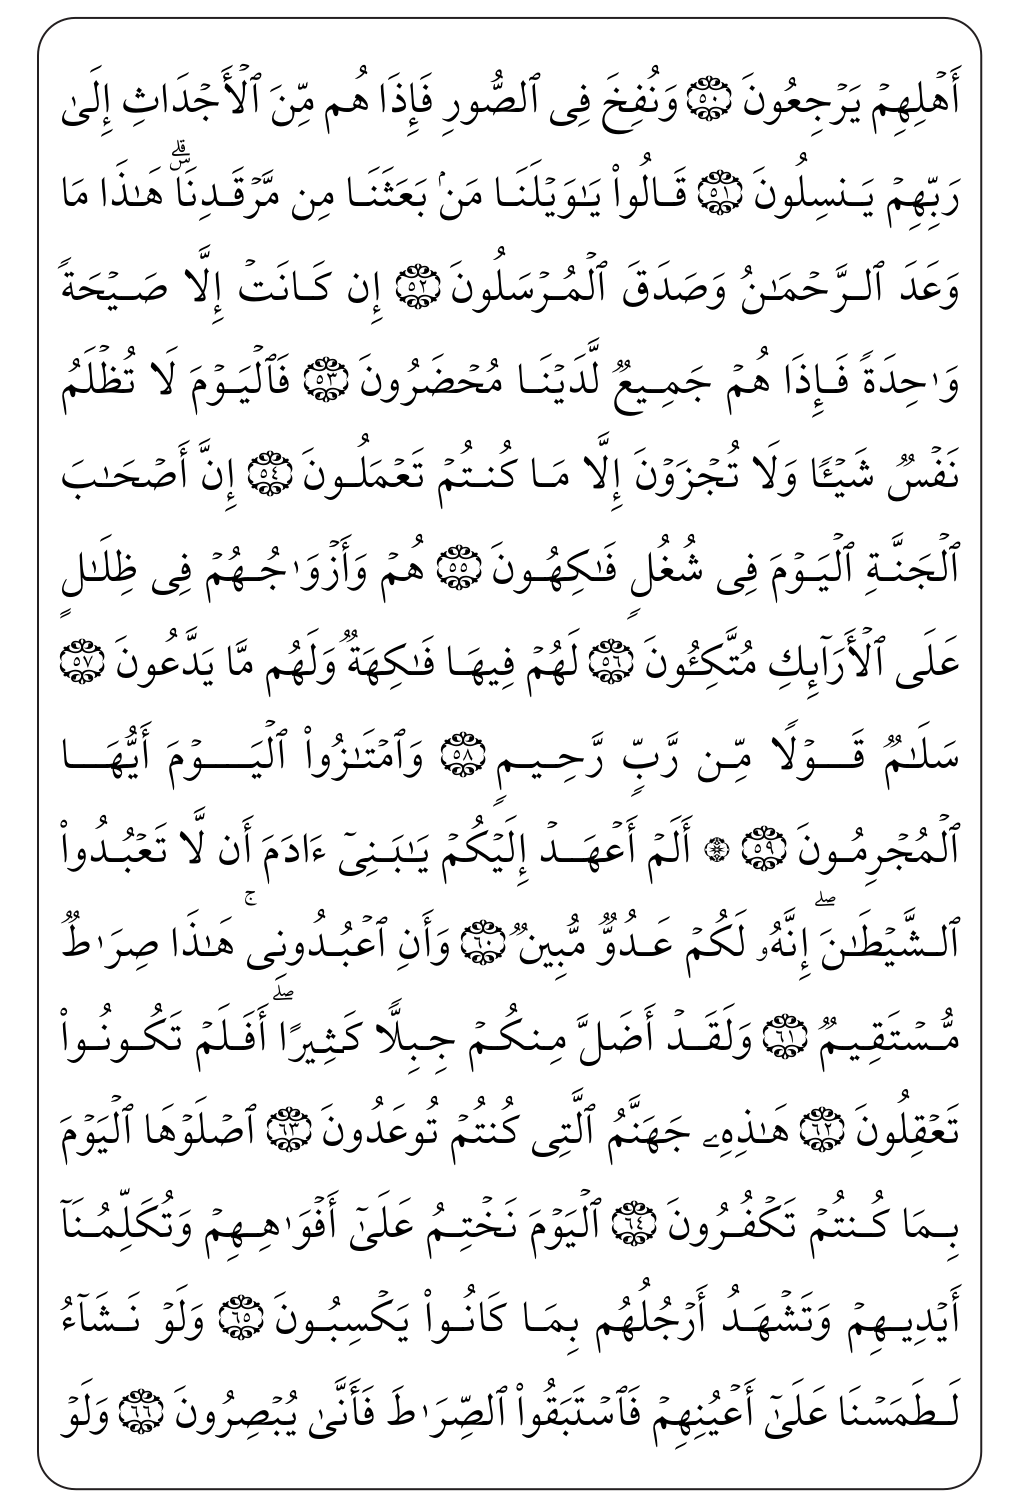 أَهۡلِهِمۡ يَرۡجِعُونَ ٥٠ وَنُفِخَ فِى ٱلصُّورِ فَإِذَا هُم مِّنَ ٱلۡأَجۡدَاثِ إِلَىٰ
رَبِّهِمۡ يَنسِلُونَ ٥١ قَالُواْ يَٰوَيۡلَنَا مَنۢ بَعَثَنَا مِن مَّرۡقَدِنَاۜۗ هَٰذَا مَا
وَعَدَ ٱلرَّحۡمَٰنُ وَصَدَقَ ٱلۡمُرۡسَلُونَ ٥٢ إِن كَانَتۡ إِلَّا صَيۡحَةً
وَٰحِدَةً فَإِذَا هُمۡ جَمِيعٌ لَّدَيۡنَا مُحۡضَرُونَ ٥٣ فَٱلۡيَوۡمَ لَا تُظۡلَمُ
نَفۡسٌ شَيۡـًٔا وَلَا تُجۡزَوۡنَ إِلَّا مَا كُنتُمۡ تَعۡمَلُونَ ٥٤ إِنَّ أَصۡحَٰبَ
ٱلۡجَنَّةِ ٱلۡيَوۡمَ فِى شُغُلٍ فَٰكِهُونَ ٥٥ هُمۡ وَأَزۡوَٰجُهُمۡ فِى ظِلَٰلٍ
عَلَى ٱلۡأَرَآئِكِ مُتَّكِـُٔونَ ٥٦ لَهُمۡ فِيهَا فَٰكِهَةٌ وَلَهُم مَّا يَدَّعُونَ ٥٧
سَلَٰمٌ قَوۡلًا مِّن رَّبٍّ رَّحِيمٍ ٥٨ وَٱمۡتَٰزُواْ ٱلۡيَوۡمَ أَيُّهَا
ٱلۡمُجۡرِمُونَ ٥٩ ۞ أَلَمۡ أَعۡهَدۡ إِلَيۡكُمۡ يَٰبَنِىٓ ءَادَمَ أَن لَّا تَعۡبُدُواْ
ٱلشَّيۡطَٰنَۖ إِنَّهُۥ لَكُمۡ عَدُوٌّ مُّبِينٌ ٦٠ وَأَنِ ٱعۡبُدُونِىۚ هَٰذَا صِرَٰطٌ
مُّسۡتَقِيمٌ ٦١ وَلَقَدۡ أَضَلَّ مِنكُمۡ جِبِلًّا كَثِيرًاۖ أَفَلَمۡ تَكُونُواْ
تَعۡقِلُونَ ٦٢ هَٰذِهِۦ جَهَنَّمُ ٱلَّتِى كُنتُمۡ تُوعَدُونَ ٦٣ ٱصۡلَوۡهَا ٱلۡيَوۡمَ
بِمَا كُنتُمۡ تَكۡفُرُونَ ٦٤ ٱلۡيَوۡمَ نَخۡتِمُ عَلَىٰٓ أَفۡوَٰهِهِمۡ وَتُكَلِّمُنَآ
أَيۡدِيهِمۡ وَتَشۡهَدُ أَرۡجُلُهُم بِمَا كَانُواْ يَكۡسِبُونَ ٦٥ وَلَوۡ نَشَآءُ
لَطَمَسۡنَا عَلَىٰٓ أَعۡيُنِهِمۡ فَٱسۡتَبَقُواْ ٱلصِّرَٰطَ فَأَنَّىٰ يُبۡصِرُونَ ٦٦ وَلَوۡ